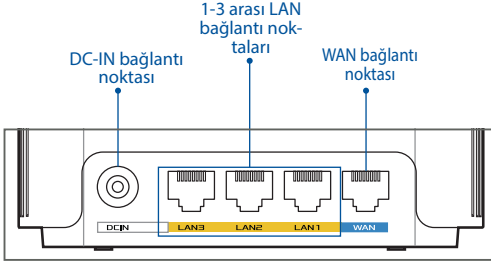 1-3 arası LAN
bağlantı nok-
taları
DC-IN bağlantı
noktası
WAN bağlantı
noktası
DCIN
LAN3
LAN2
LAN1
WAN